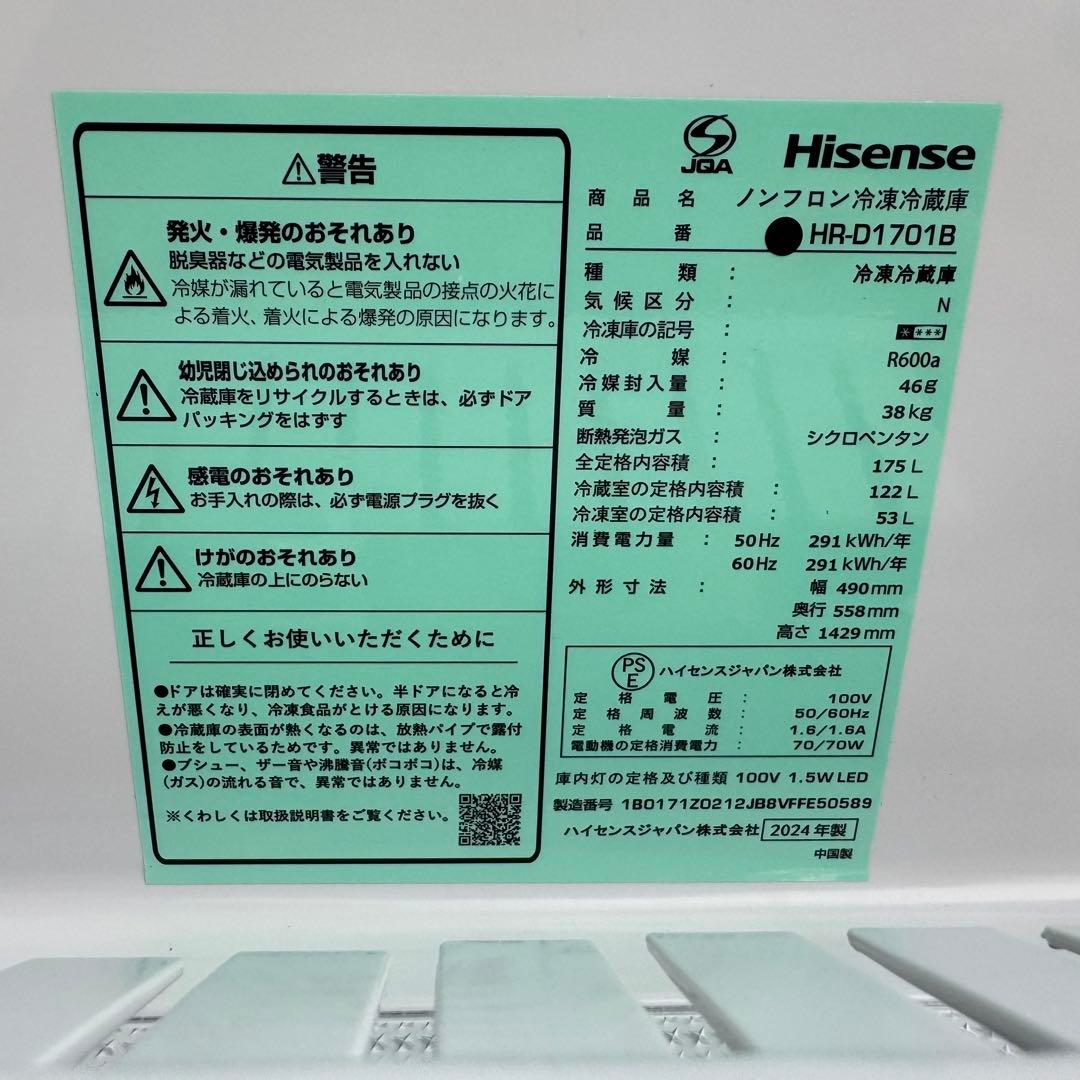 警告
発火・爆発のおそれあり
脱臭器などの電気製品を入れない
冷媒が漏れていると電気製品の接点の火花に
よる着火、着火による爆発の原因になります。
幼児閉じ込められのおそれあり
冷蔵庫をリサイクルするときは、必ずドア
パッキングをはずす
感電のおそれあり
お手入れの際は、必ず電源プラグを抜く
けがのおそれあり
冷蔵庫の上にのらない
正しくお使いいただくために
●ドアは確実に閉めてください。半ドアになると冷
えが悪くなり、冷凍食品がとける原因になります。
●冷蔵庫の表面が熱くなるのは、放熱パイプで露付
防止をしているためです。異常ではありません。
●ブシュー、ザー音や沸騰音(ボコボコ)は、冷媒
(ガス)の流れる音で、異常ではありません。
※くわしくは取扱説明書をご覧ください。
JQA Hisense
商品名 ノンフロン冷凍冷蔵庫
品番 HR-D1701B
種類： 冷凍冷蔵庫
気候区分： N
冷凍庫の記号： * ***
冷媒： R600a
冷媒封入量： 46g
質量： 38kg
断熱発泡ガス： シクロペンタン
全定格内容積： 175L
冷蔵室の定格内容積： 122L
冷凍室の定格内容積： 53L
消費電力量： 50Hz 291kWh/年
60Hz 291kWh/年
外形寸法： 幅 490mm
奥行 558mm
高さ 1429mm
PSE ハイセンスジャパン株式会社
定格電圧： 100V
定格周波数： 50/60Hz
定格電流： 1.6/1.6A
電動機の定格消費電力： 70/70W
庫内灯の定格及び種類 100V 1.5W LED
製造番号 1B0171Z0212JB8VFFE50589
ハイセンスジャパン株式会社 2024年製
中国製